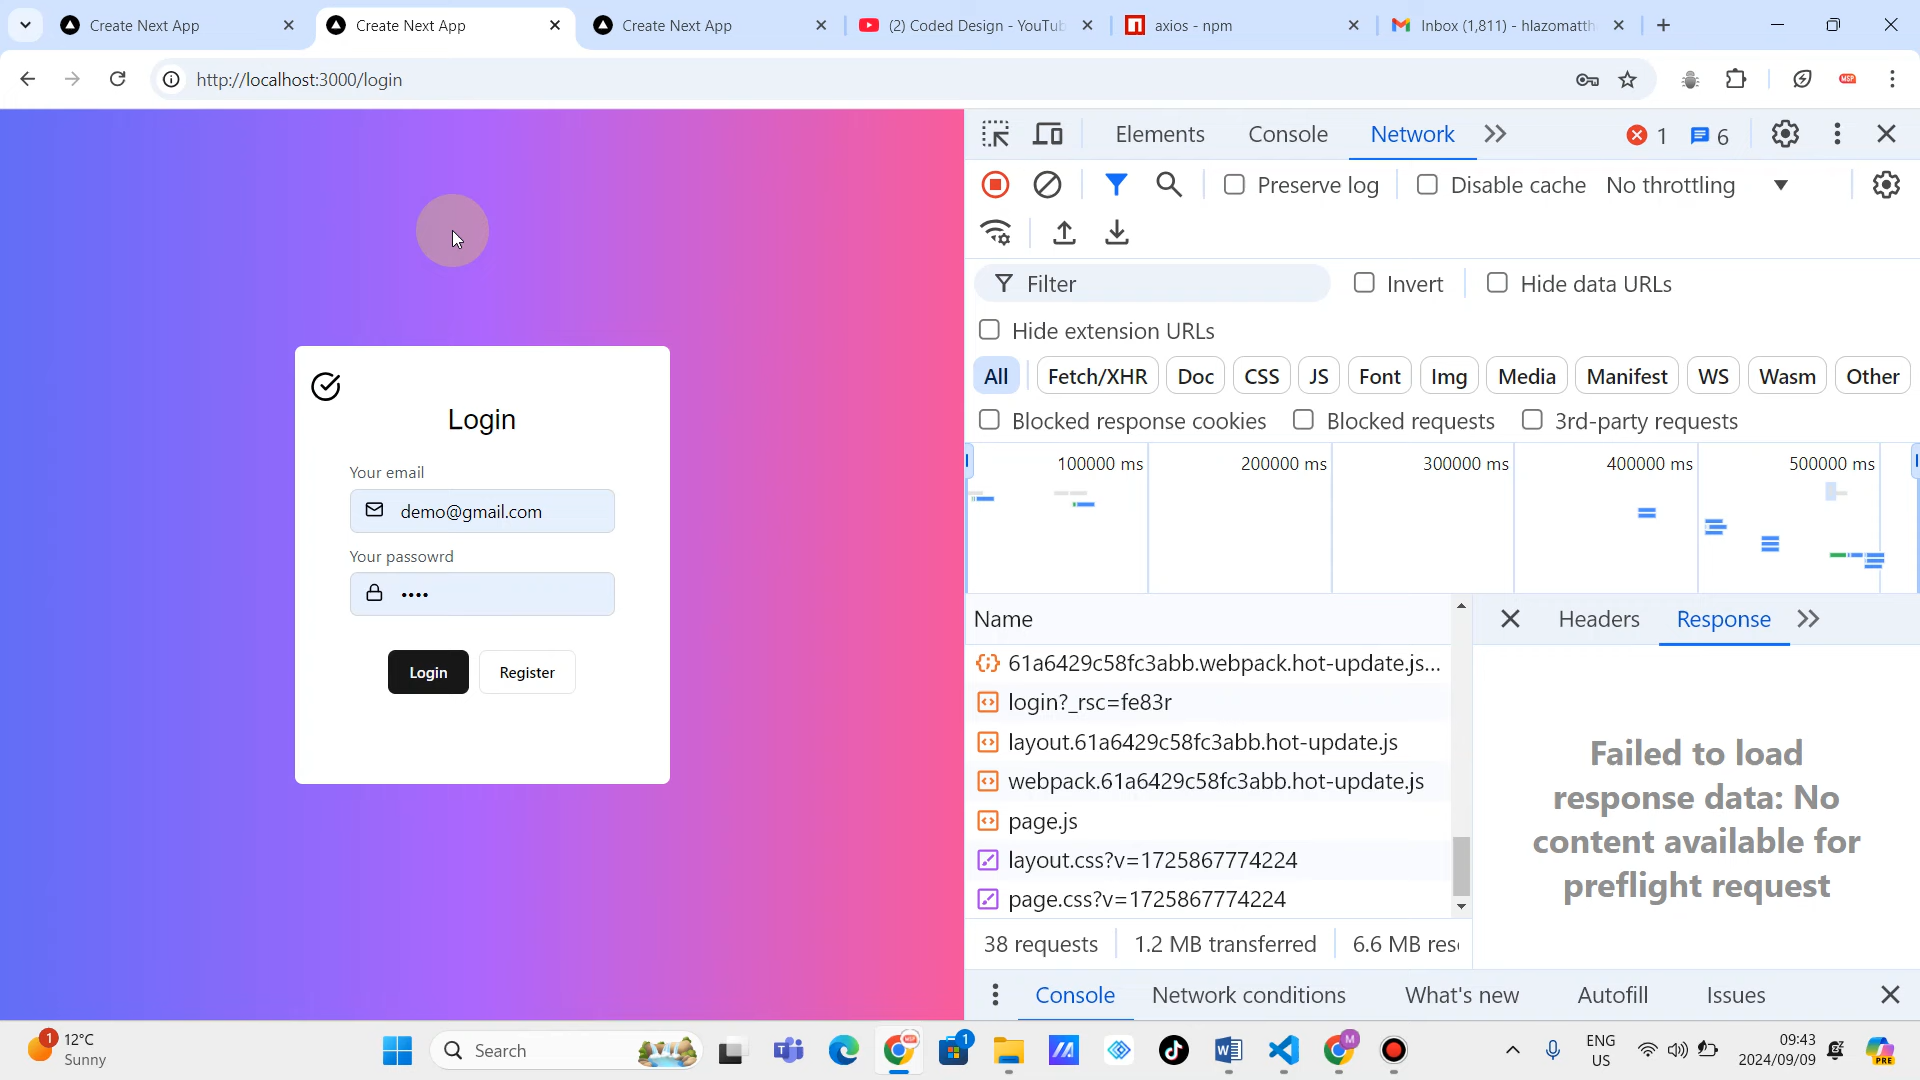 Create Next App
Create Next App
Create Next App
(2) Coded Design - YouTub
axios - npm
Inbox (1,811) - hlazomatth
http://localhost:3000/login
MSP
Login
Your email
demo@gmail.com
Your passowrd
••••
Login
Register
Elements
Console
Network
1
6
Preserve log
Disable cache
No throttling
Filter
Invert
Hide data URLs
Hide extension URLs
All
Fetch/XHR
Doc
CSS
JS
Font
Img
Media
Manifest
WS
Wasm
Other
Blocked response cookies
Blocked requests
3rd-party requests
100000 ms
200000 ms
300000 ms
400000 ms
500000 ms
Name
61a6429c58fc3abb.webpack.hot-update.js...
login?_rsc=fe83r
layout.61a6429c58fc3abb.hot-update.js
webpack.61a6429c58fc3abb.hot-update.js
page.js
layout.css?v=1725867774224
page.css?v=1725867774224
38 requests
1.2 MB transferred
6.6 MB res
Headers
Response
Failed to load
response data: No
content available for
preflight request
Console
Network conditions
What's new
Autofill
Issues
1
12°C
Sunny
Search
MSP
1
M
ENG
US
09:43
2024/09/09
PRE